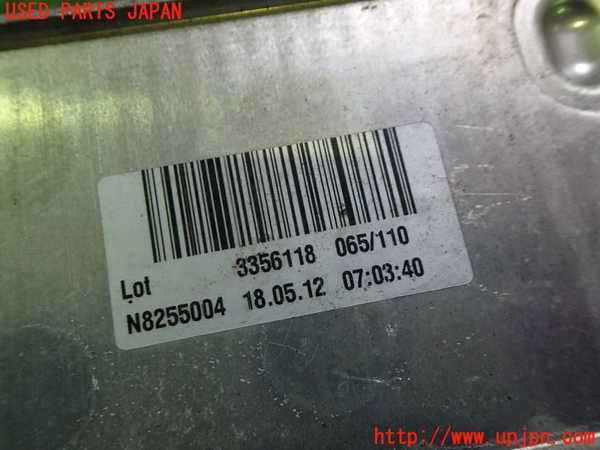 USED PARTS JAPAN
Lot 3356118 065/110
N8255004 18.05.12 07:03:40
http://www.upjpn.com/